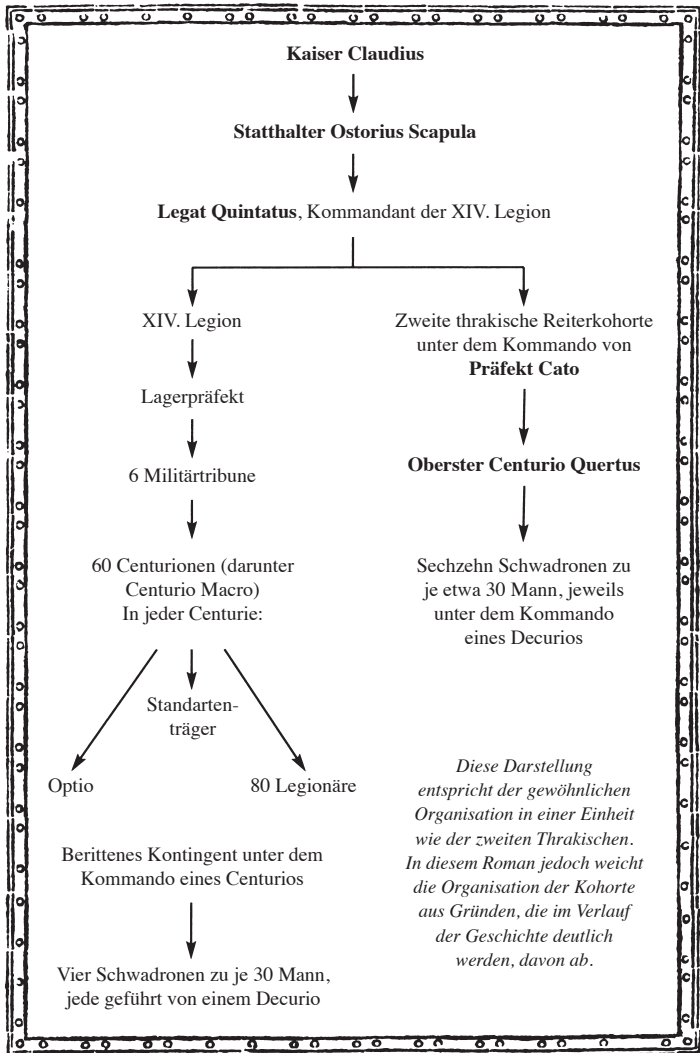 Kaiser Claudius
Statthalter Ostorius Scapula
Legat Quintatus, Kommandant der XIV. Legion
XIV. Legion
Lagerpräfekt
6 Militärtribune
60 Centurionen (darunter
Centurio Macro)
In jeder Centurie:
Standarten-
träger
Optio
80 Legionäre
Berittenes Kontingent unter dem
Kommando eines Centurios
Vier Schwadronen zu je 30 Mann,
jede geführt von einem Decurio
Zweite thrakische Reiterkohorte
unter dem Kommando von
Präfekt Cato
Oberster Centurio Quertus
Sechzehn Schwadronen zu
je etwa 30 Mann, jeweils
unter dem Kommando
eines Decurios
Diese Darstellung
entspricht der gewöhnlichen
Organisation in einer Einheit
wie der zweiten Thrakischen.
In diesem Roman jedoch weicht
die Organisation der Kohorte
aus Gründen, die im Verlauf
der Geschichte deutlich
werden, davon ab.